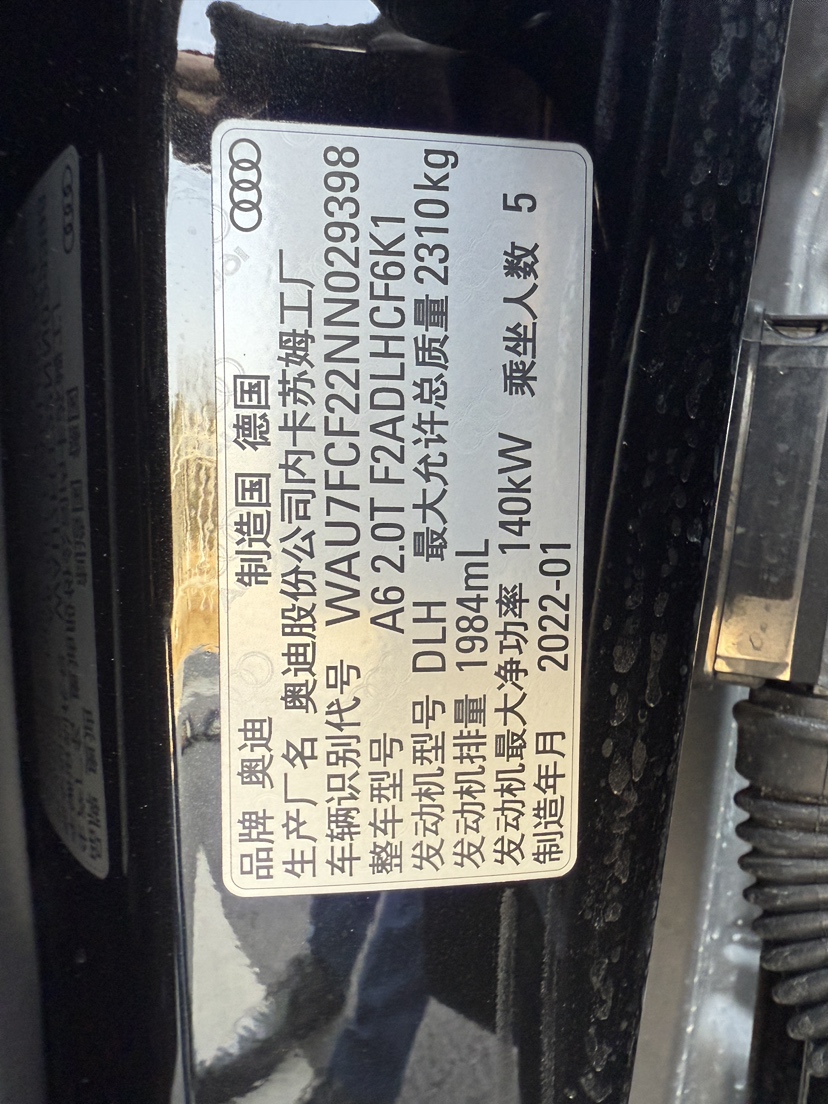 品牌 奥迪 制造国 德国
生产厂名 奥迪股份公司内卡苏姆工厂
车辆识别代号 WAU7FCF22NN029398
整车型号 A6 2.0T F2ADLHCF6K1
发动机型号 DLH 最大允许总质量 2310kg
发动机排量 1984mL
发动机最大净功率 140kW 乘坐人数 5
制造年月 2022-01